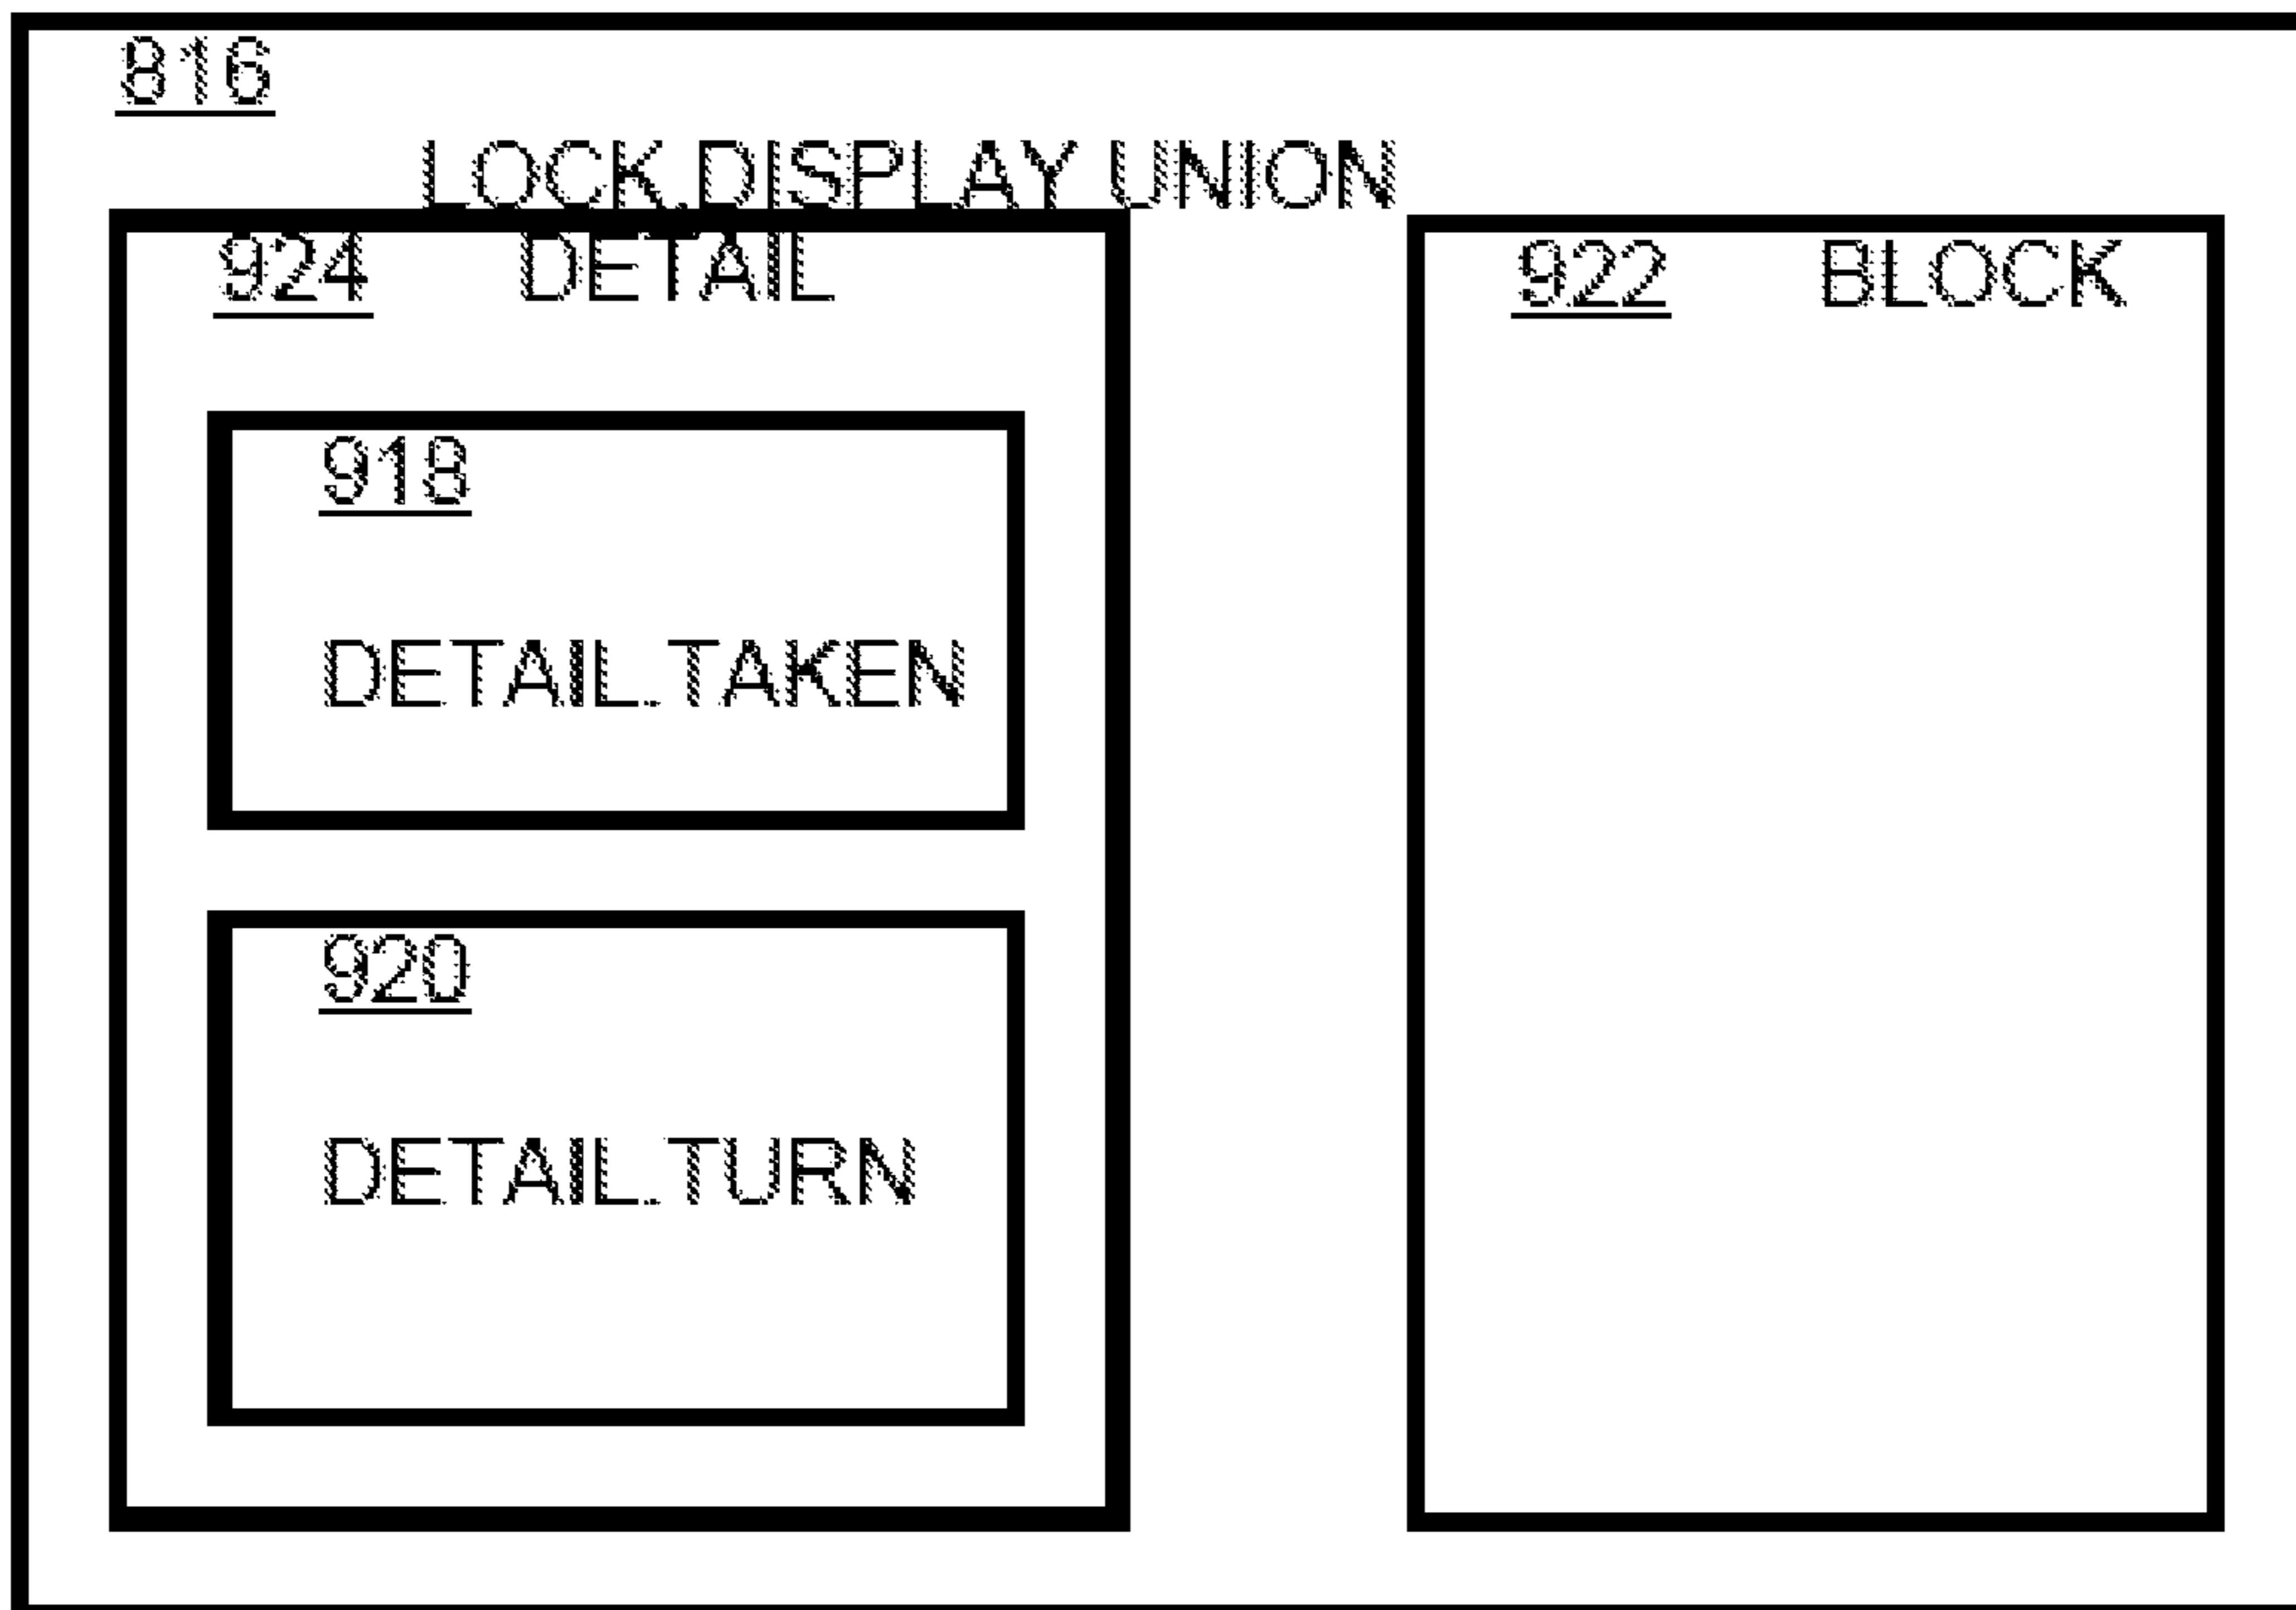 816
LOCK.DISPLAY UNION
924 DETAIL
922 BLOCK
918
DETAIL.TAKEN
920
DETAIL.TURN